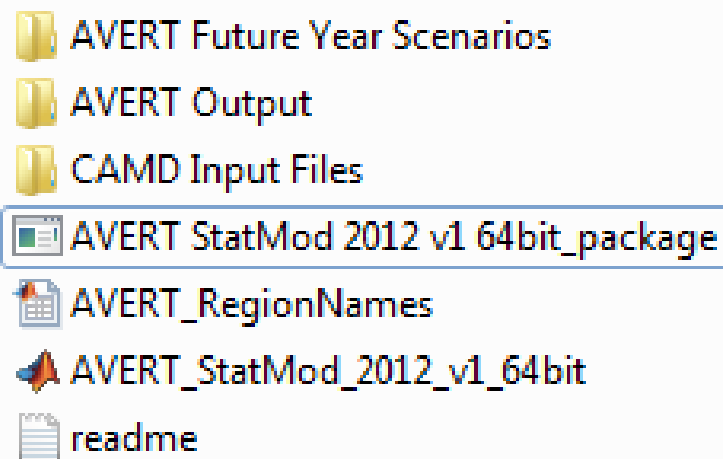 AVERT Future Year Scenarios
AVERT Output
CAMD Input Files
AVERT StatMod 2012 v1 64bit_package
AVERT_RegionNames
AVERT_StatMod_2012_v1_64bit
readme